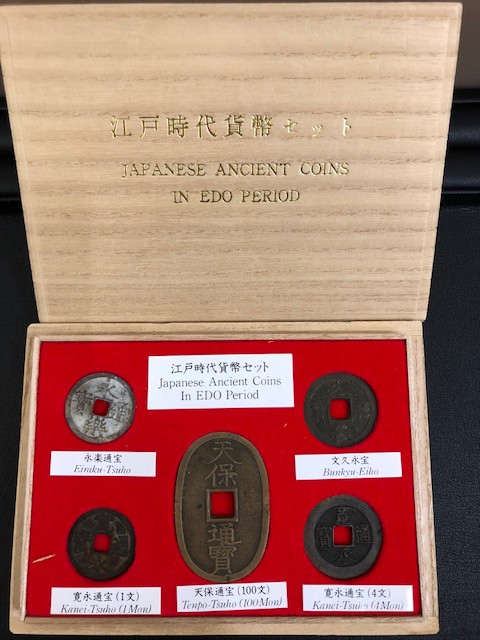 江戸時代貨幣セット
JAPANESE ANCIENT COINS
IN EDO PERIOD
江戸時代貨幣セット
Japanese Ancient Coins
In EDO Period
永楽通宝
Eiraku-Tsuho
文久永宝
Bunkyu-Eiho
天保通寳
寛永通宝 (1文)
Kanei-Tsuho (1Mon)
天保通宝 (100文)
Tenpo-Tsuho (100Mon)
寛永通宝 (4文)
Kanei-Tsuho (4Mon)